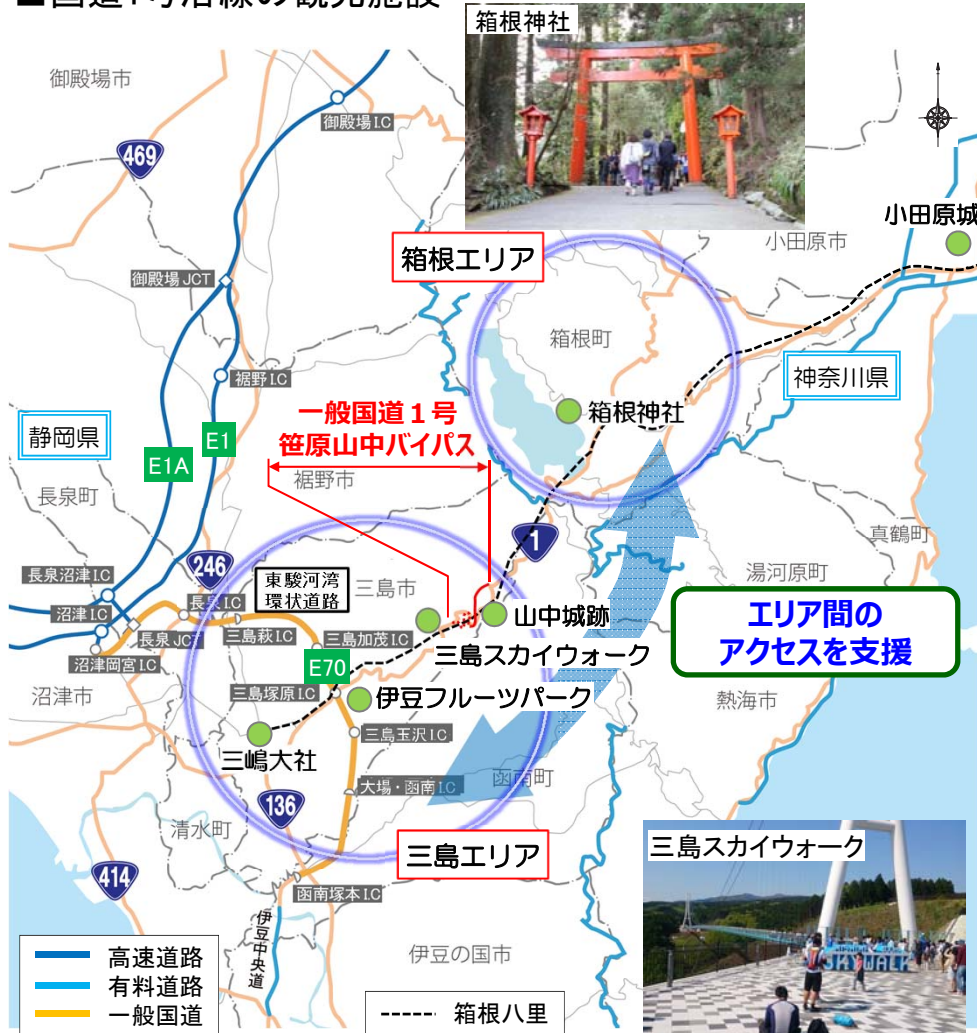 ■国道1号沿線の観光施設
箱根神社
御殿場市
御殿場I.C
469
小田原城
小田原市
箱根エリア
御殿場JCT
箱根町
神奈川県
裾野I.C
箱根神社
一般国道1号
笹原山中バイパス
静岡県
E1
E1A
裾野市
長泉町
1
真鶴町
246
長泉沼津I.C
東駿河湾
環状道路
三島市
湯河原町
沼津I.C
長泉I.C
山中城跡
エリア間の
アクセスを支援
長泉JCT
三島萩I.C
三島加茂I.C
三島スカイウォーク
沼津岡宮I.C
E70
沼津市
三島塚原I.C
伊豆フルーツパーク
熱海市
三島玉沢I.C
三嶋大社
函南町
大場・函南I.C
136
清水町
三島エリア
三島スカイウォーク
414
函南塚本I.C
伊豆中央道
伊豆の国市
SKYWALK
高速道路
有料道路
一般国道
箱根八里